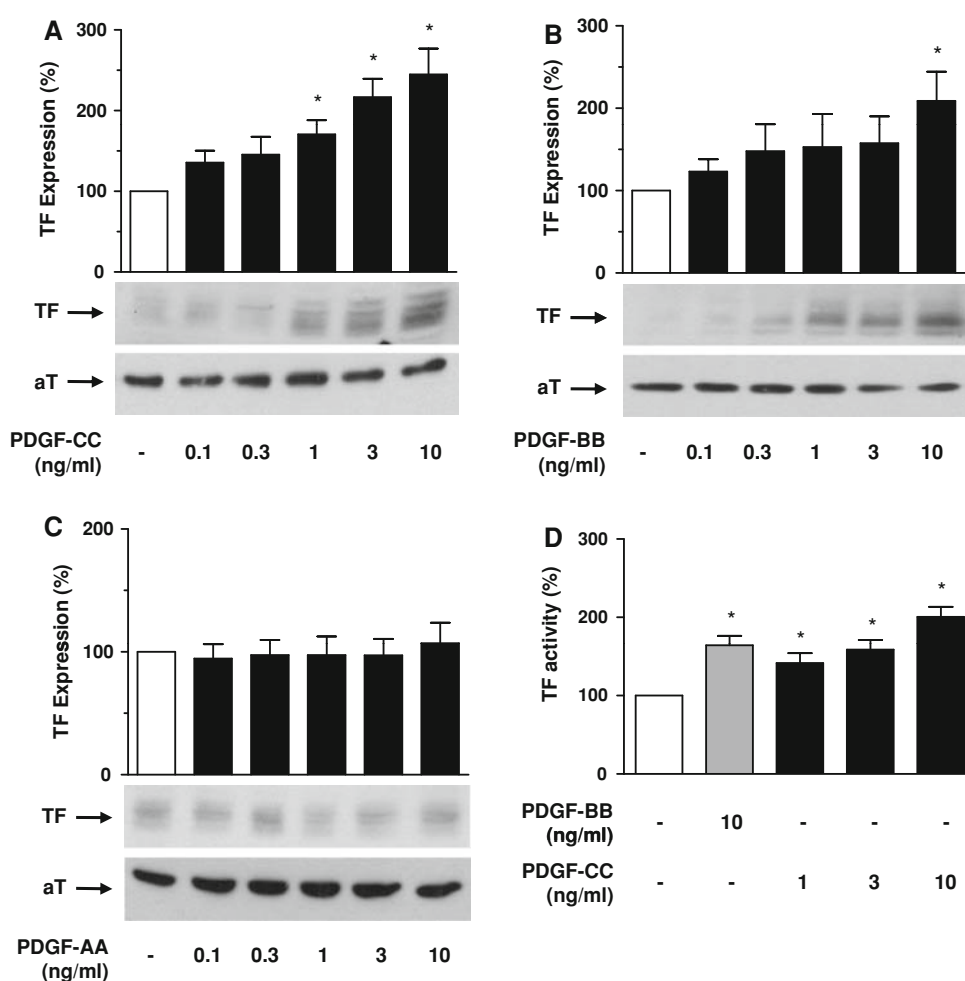 A
300
*
*
*
200
100
0
TF Expression (%)
TF
aT
PDGF-CC
(ng/ml)
- 0.1 0.3 1 3 10
B
300
*
200
100
0
TF Expression (%)
TF
aT
PDGF-BB
(ng/ml)
- 0.1 0.3 1 3 10
C
200
100
0
TF Expression (%)
TF
aT
PDGF-AA
(ng/ml)
- 0.1 0.3 1 3 10
D
300
* * * *
200
100
0
TF activity (%)
PDGF-BB
(ng/ml)
- 10 - - -
PDGF-CC
(ng/ml)
- - 1 3 10